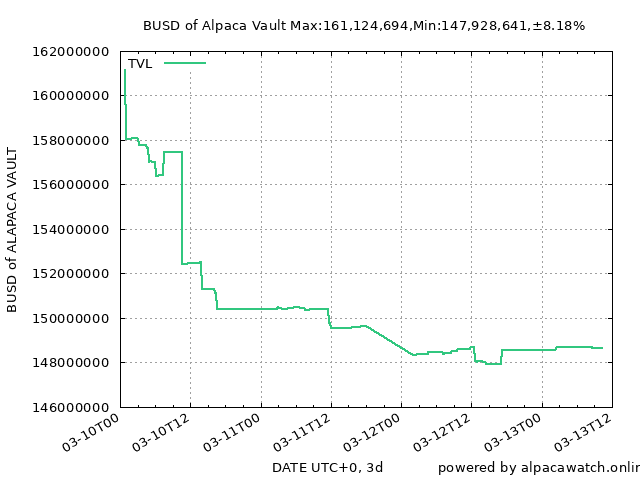 BUSD of Alpaca Vault Max:161,124,694,Min:147,928,641,±8.18%
162000000
160000000
158000000
156000000
154000000
152000000
150000000
148000000
146000000
TVL
BUSD of ALAPACA VAULT
03-10T00
03-10T12
03-11T00
03-11T12
03-12T00
03-12T12
03-13T00
03-13T12
DATE UTC+0, 3d
powered by alpacawatch.onlin